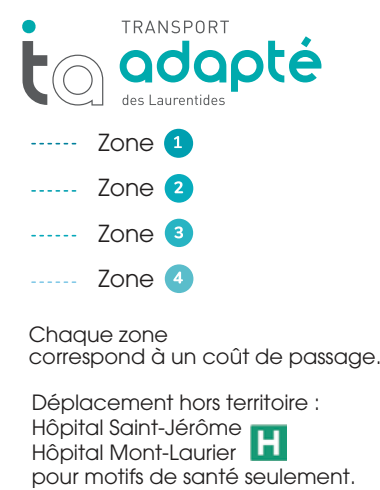 TRANSPORT
ta adapté
des Laurentides
Zone 1
Zone 2
Zone 3
Zone 4
Chaque zone
correspond à un coût de passage.
Déplacement hors territoire :
Hôpital Saint-Jérôme
Hôpital Mont-Laurier H
pour motifs de santé seulement.